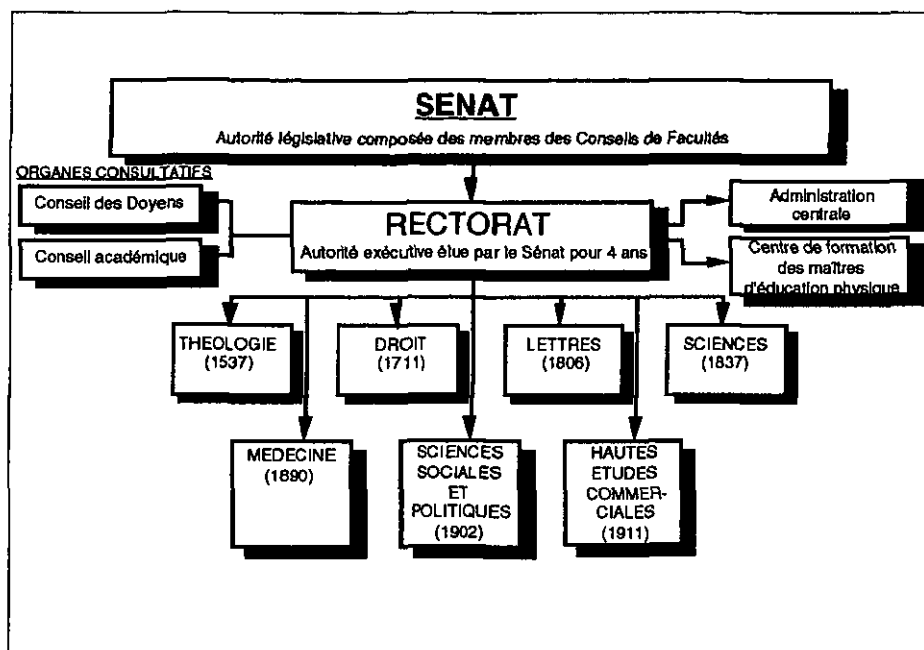 SENAT
Autorité législative composée des membres des Conseils de Facultés
ORGANES CONSULTATIFS
Conseil des Doyens
Conseil académique
RECTORAT
Autorité exécutive élue par le Sénat pour 4 ans
Administration
centrale
Centre de formation
des maîtres
d'éducation physique
THEOLOGIE
(1537)
DROIT
(1711)
LETTRES
(1806)
SCIENCES
(1837)
MEDECINE
(1890)
SCIENCES
SOCIALES
ET
POLITIQUES
(1902)
HAUTES
ETUDES
COMMER-
CIALES
(1911)